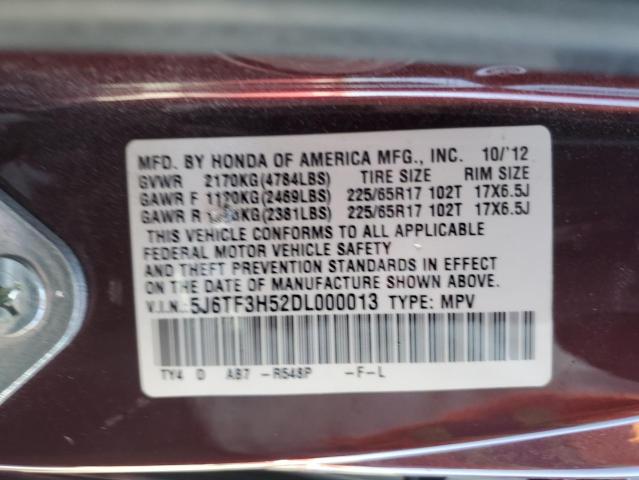 MFD. BY HONDA OF AMERICA MFG., INC. 10/'12
GVWR 2170KG(4784LBS) TIRE SIZE RIM SIZE
GAWR F 1120KG(2469LBS) 225/65R17 102T 17X6.5J
GAWR R (2381LBS) 225/65R17 102T 17X6.5J
THIS VEHICLE CONFORMS TO ALL APPLICABLE
FEDERAL MOTOR VEHICLE SAFETY
AND THEFT PREVENTION STANDARDS IN EFFECT
ON THE DATE OF MANUFACTURE SHOWN ABOVE.
V.I.N. 5J6TF3H52DL000013 TYPE: MPV
TY4 D AB7 -R548P -F-L